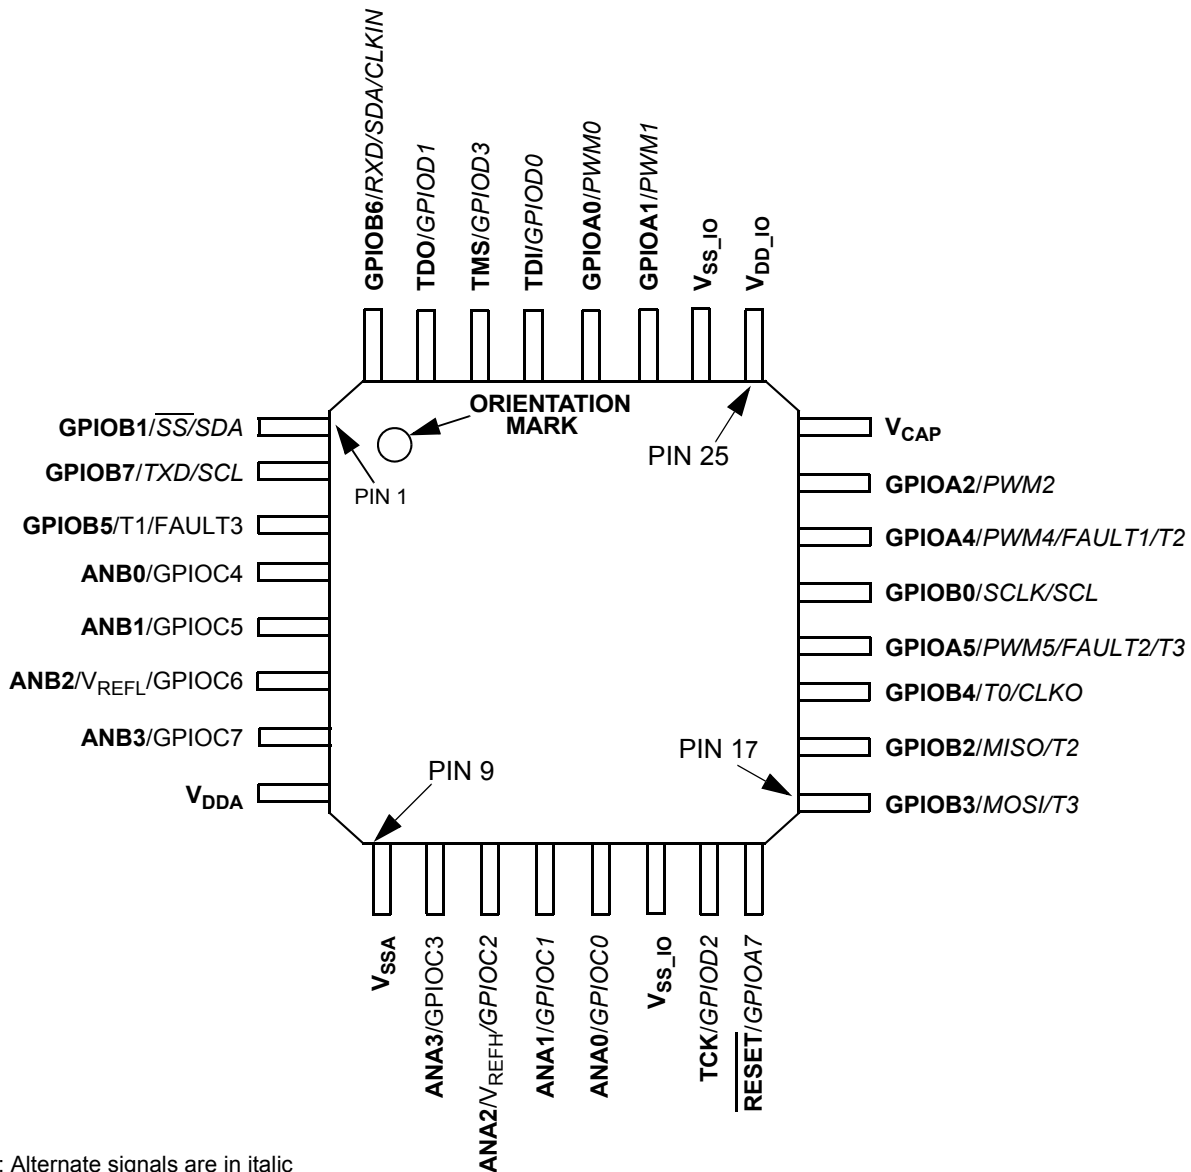 GPIOB6/RXD/SDA/CLKIN
TDO/GPIOD1
TMS/GPIOD3
TDI/GPIOD0
GPIOA0/PWM0
GPIOA1/PWM1
VSS_IO
VDD_IO
ORIENTATION
MARK
PIN 25
PIN 1
GPIOB1/S̅S̅/SDA
GPIOB7/TXD/SCL
GPIOB5/T1/FAULT3
ANB0/GPIOC4
ANB1/GPIOC5
ANB2/VREFL/GPIOC6
ANB3/GPIOC7
VDDA
VCAP
GPIOA2/PWM2
GPIOA4/PWM4/FAULT1/T2
GPIOB0/SCLK/SCL
GPIOA5/PWM5/FAULT2/T3
GPIOB4/T0/CLKO
GPIOB2/MISO/T2
GPIOB3/MOSI/T3
PIN 17
PIN 9
VSSA
ANA3/GPIOC3
ANA2/VREFH/GPIOC2
ANA1/GPIOC1
ANA0/GPIOC0
VSS_IO
TCK/GPIOD2
R̅E̅S̅E̅T̅/GPIOA7
: Alternate signals are in italic